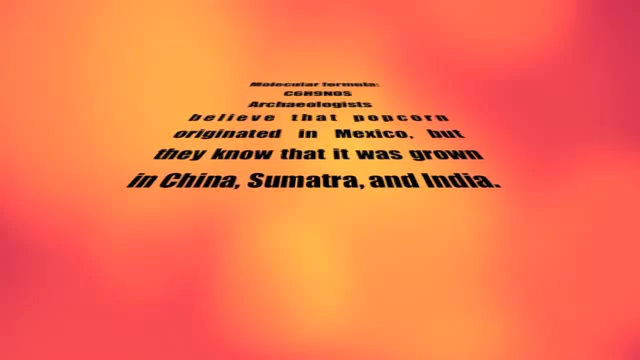 Molecular formula:
C6H9NOS
Archaeologists
believe that popcorn
originated in Mexico, but
they know that it was grown
in China, Sumatra, and India.